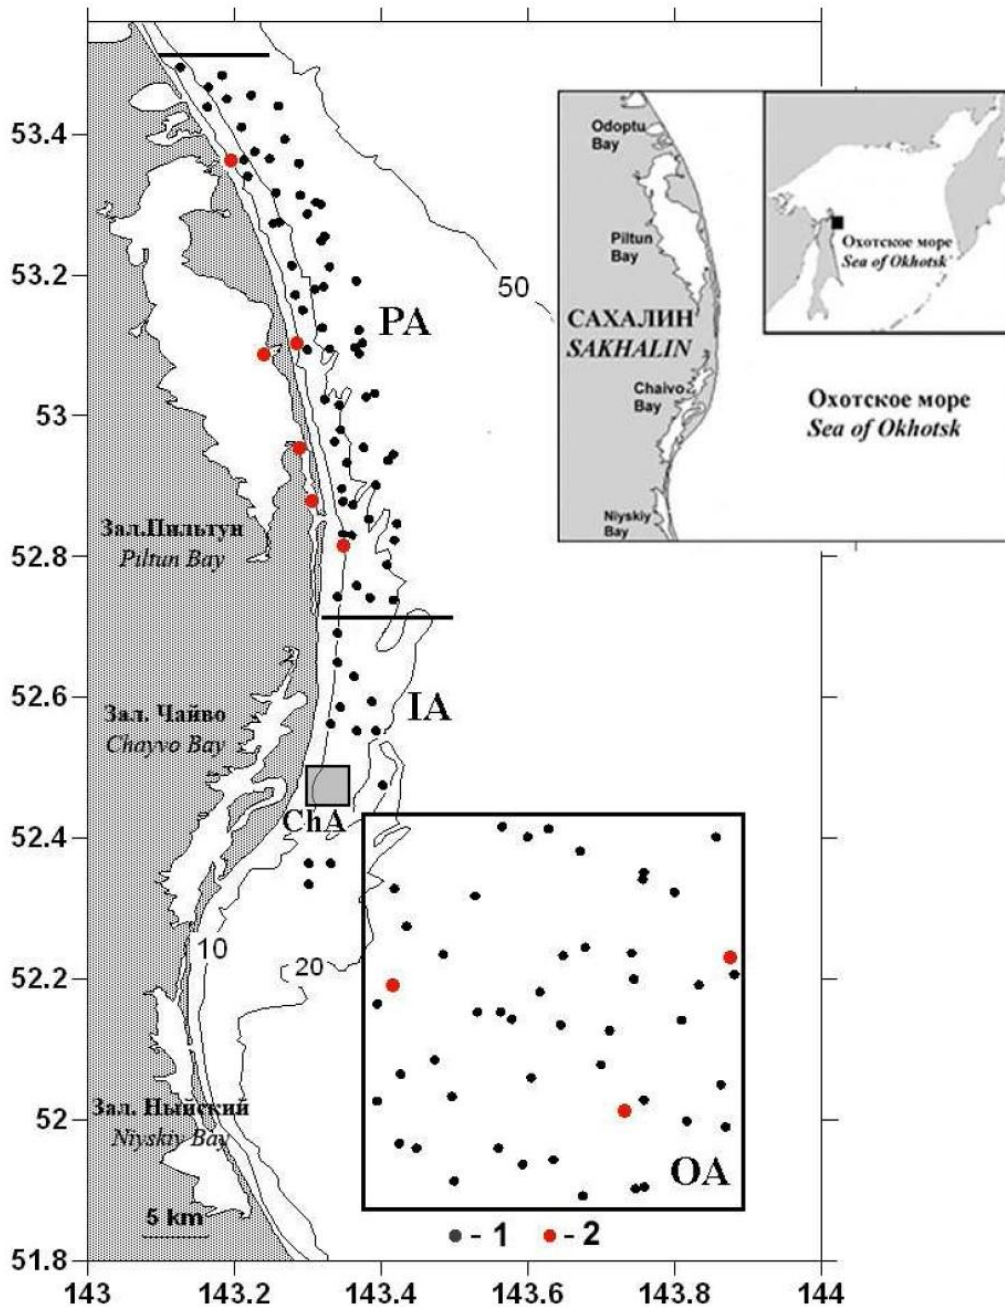 53.4
53.2
53
52.8
52.6
52.4
52.2
52
51.8
143
143.2
143.4
143.6
143.8
144
50
PA
IA
ChA
OA
10
20
Зал.Пильтун
Piltun Bay
Зал. Чайво
Chayvo Bay
Зал. Ныйский
Niyskiy Bay
5 km
- 1
- 2
Odoptu
Bay
Piltun
Bay
САХАЛИН
SAKHALIN
Chaivo
Bay
Niyskiy
Bay
Охотское море
Sea of Okhotsk
Охотское море
Sea of Okhotsk